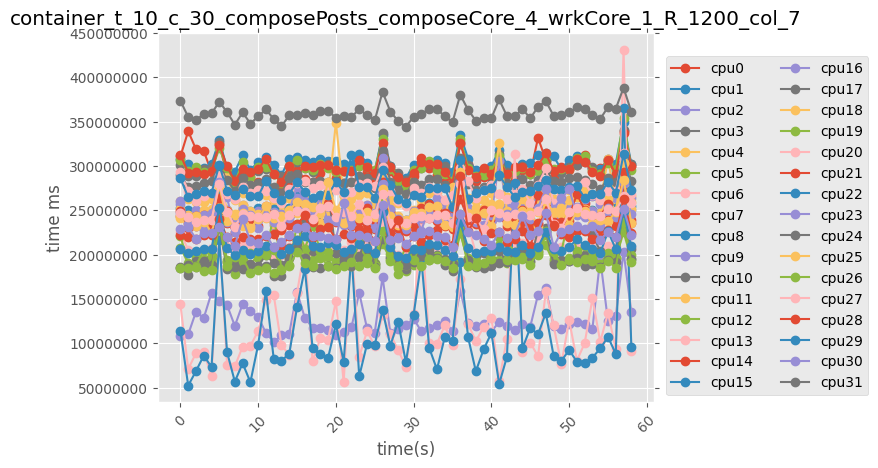 container_t_10_c_30_composePosts_composeCore_4_wrkCore_1_R_1200_col_7
450000000
400000000
350000000
300000000
250000000
200000000
150000000
100000000
50000000
time ms
0
10
20
30
40
50
60
time(s)
cpu0
cpu1
cpu2
cpu3
cpu4
cpu5
cpu6
cpu7
cpu8
cpu9
cpu10
cpu11
cpu12
cpu13
cpu14
cpu15
cpu16
cpu17
cpu18
cpu19
cpu20
cpu21
cpu22
cpu23
cpu24
cpu25
cpu26
cpu27
cpu28
cpu29
cpu30
cpu31